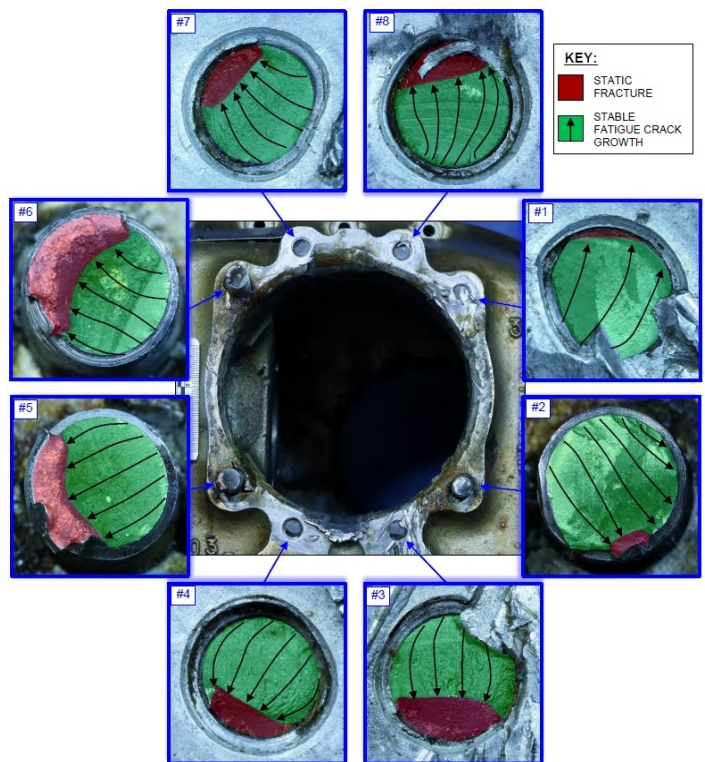 #7
#8
KEY:
STATIC
FRACTURE
STABLE
FATIGUE CRACK
GROWTH
#6
#1
#5
#2
#4
#3